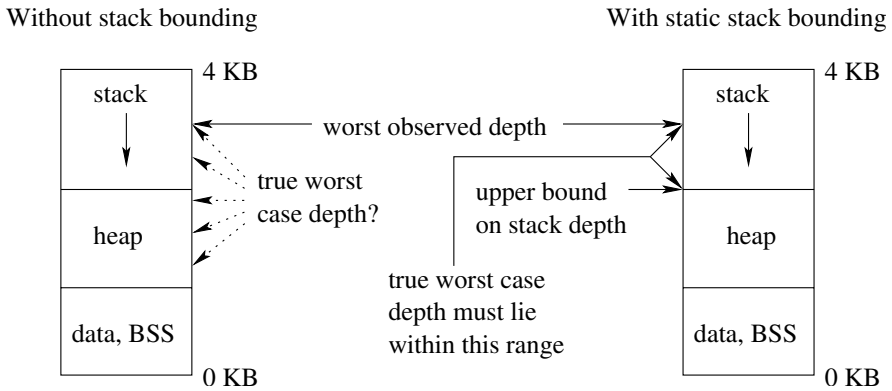 Without stack bounding
With static stack bounding
4 KB
4 KB
stack
stack
worst observed depth
true worst
case depth?
upper bound
on stack depth
heap
heap
true worst case
depth must lie
within this range
data, BSS
data, BSS
0 KB
0 KB